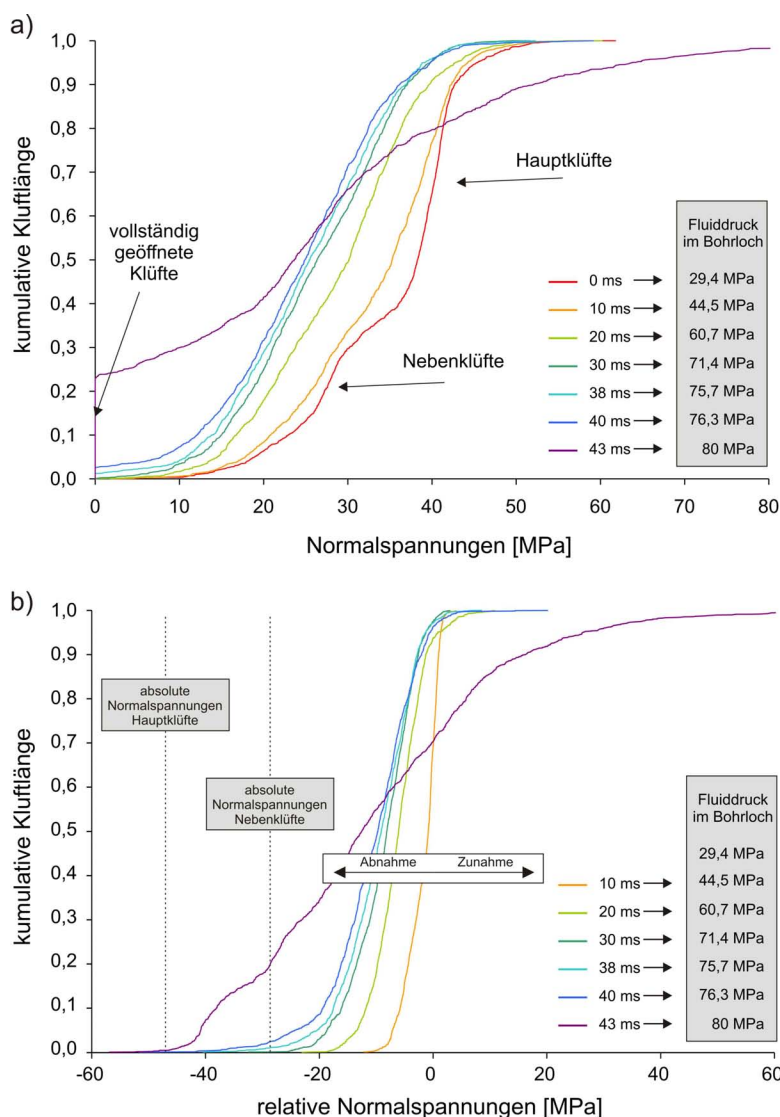 a)
kumulative Kluftlänge
1,0
0,9
0,8
0,7
0,6
0,5
0,4
0,3
0,2
0,1
0,0
vollständig
geöffnete
Klüfte
Hauptklüfte
Nebenklüfte
Fluiddruck
im Bohrloch
0 ms 29,4 MPa
10 ms 44,5 MPa
20 ms 60,7 MPa
30 ms 71,4 MPa
38 ms 75,7 MPa
40 ms 76,3 MPa
43 ms 80 MPa
0 10 20 30 40 50 60 70 80
Normalspannungen [MPa]
b)
kumulative Kluftlänge
1,0
0,9
0,8
0,7
0,6
0,5
0,4
0,3
0,2
0,1
0,0
absolute
Normalspannungen
Hauptklüfte
absolute
Normalspannungen
Nebenklüfte
Abnahme Zunahme
Fluiddruck
im Bohrloch
29,4 MPa
10 ms 44,5 MPa
20 ms 60,7 MPa
30 ms 71,4 MPa
38 ms 75,7 MPa
40 ms 76,3 MPa
43 ms 80 MPa
-60 -40 -20 0 20 40 60
relative Normalspannungen [MPa]